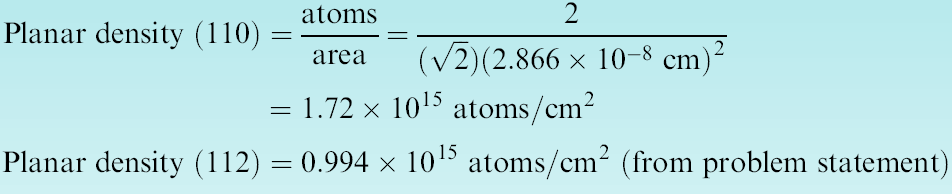 Planar density (110) = atoms/area = 2/((√2)(2.866 × 10⁻⁸ cm)²)
= 1.72 × 10¹⁵ atoms/cm²
Planar density (112) = 0.994 × 10¹⁵ atoms/cm² (from problem statement)